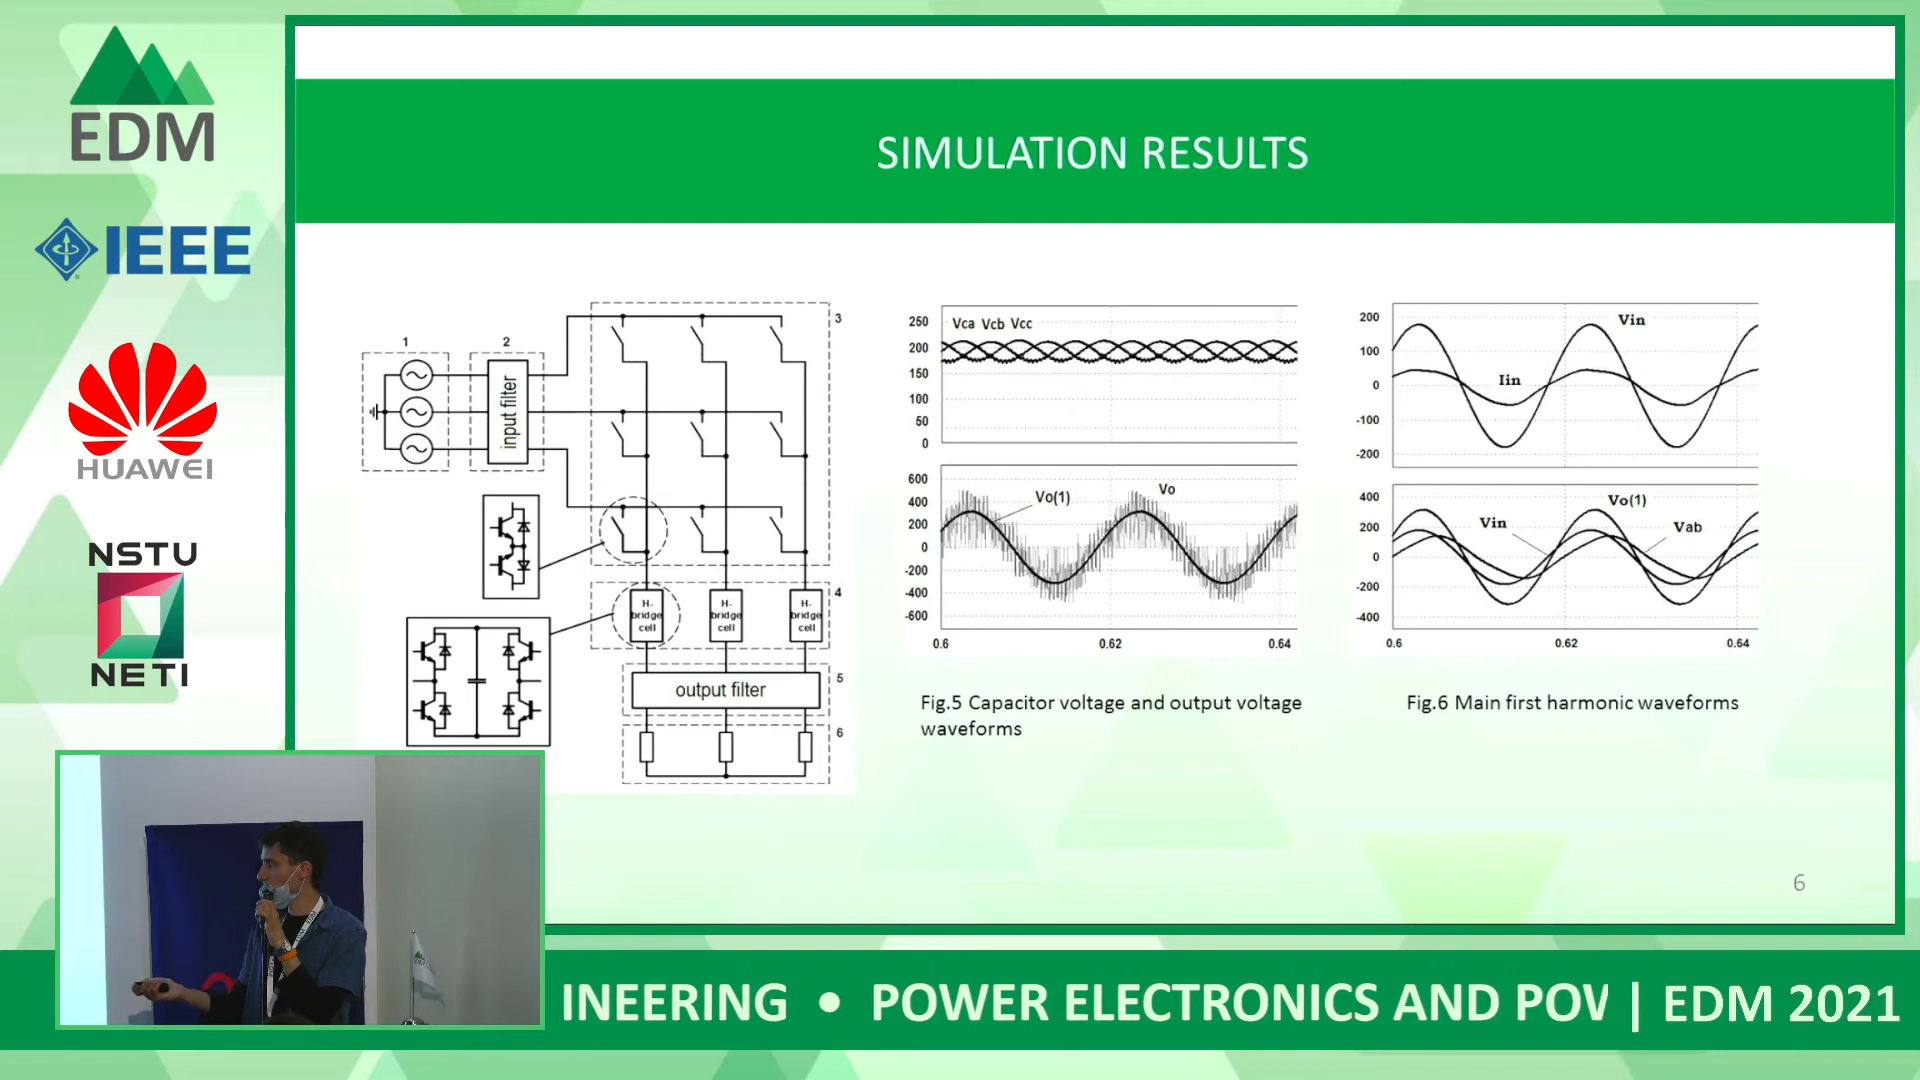 EDM
IEEE
HUAWEI
NSTU
NETI
SIMULATION RESULTS
1
2
3
input filter
H-
bridge
cell
H-
bridge
cell
H-
bridge
cell
4
output filter
5
6
250
200
150
100
50
0
Vca Vcb Vcc
600
400
200
0
-200
-400
-600
Vo(1)
Vo
0.6
0.62
0.64
Fig.5 Capacitor voltage and output voltage
waveforms
200
100
0
-100
-200
Vin
Iin
400
200
0
-200
-400
Vin
Vo(1)
Vab
0.6
0.62
0.64
Fig.6 Main first harmonic waveforms
6
INEERING • POWER ELECTRONICS AND POW | EDM 2021